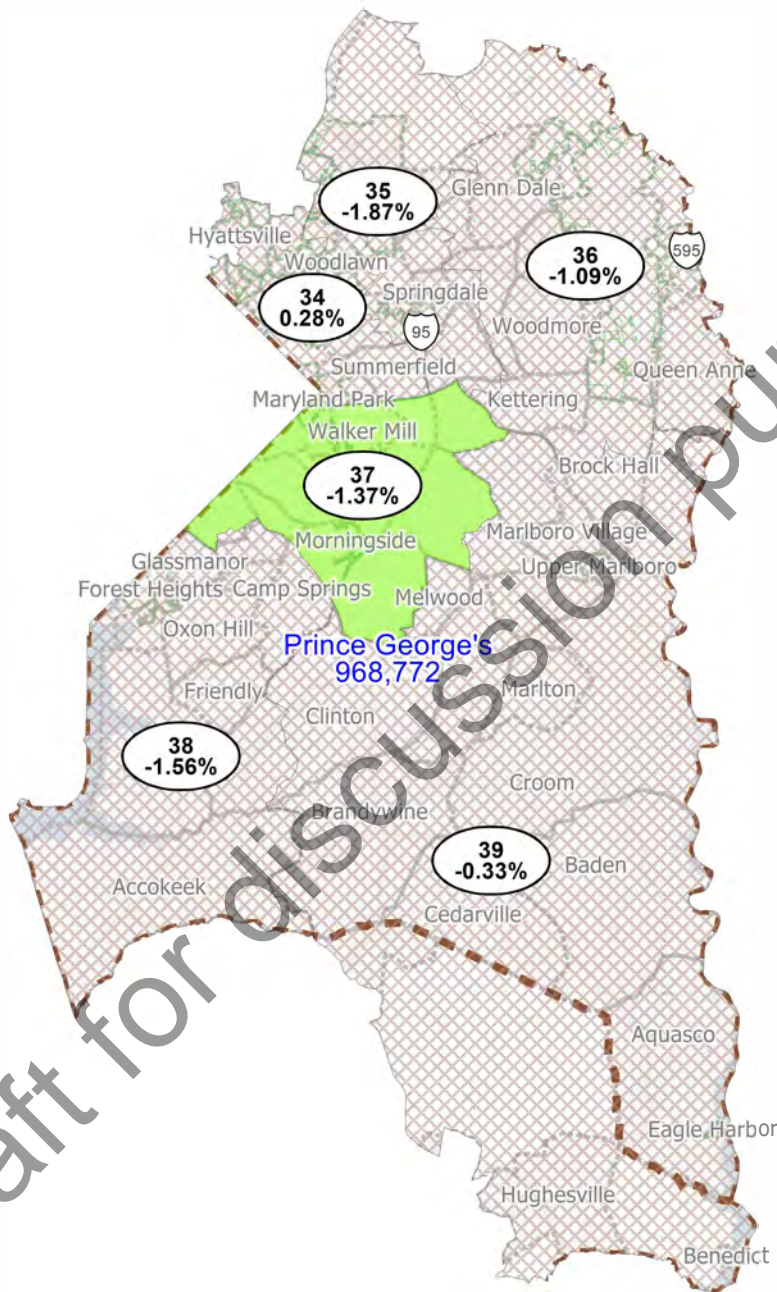 35
-1.87%
Glenn Dale
Hyattsville
Woodlawn
36
-1.09%
595
34
0.28%
Springdale
95
Woodmore
Summerfield
Queen Anne
Maryland Park
Kettering
Walker Mill
Brock Hall
37
-1.37%
Morningside
Marlboro Village
Glassmanor
Upper Marlboro
Forest Heights
Camp Springs
Melwood
Oxon Hill
Prince George's
968,772
Friendly
Marlton
Clinton
38
-1.56%
Croom
Brandywine
39
-0.33%
Baden
Accokeek
Cedarville
Aquasco
Eagle Harbor
Hughesville
Benedict
aft for discussion pu